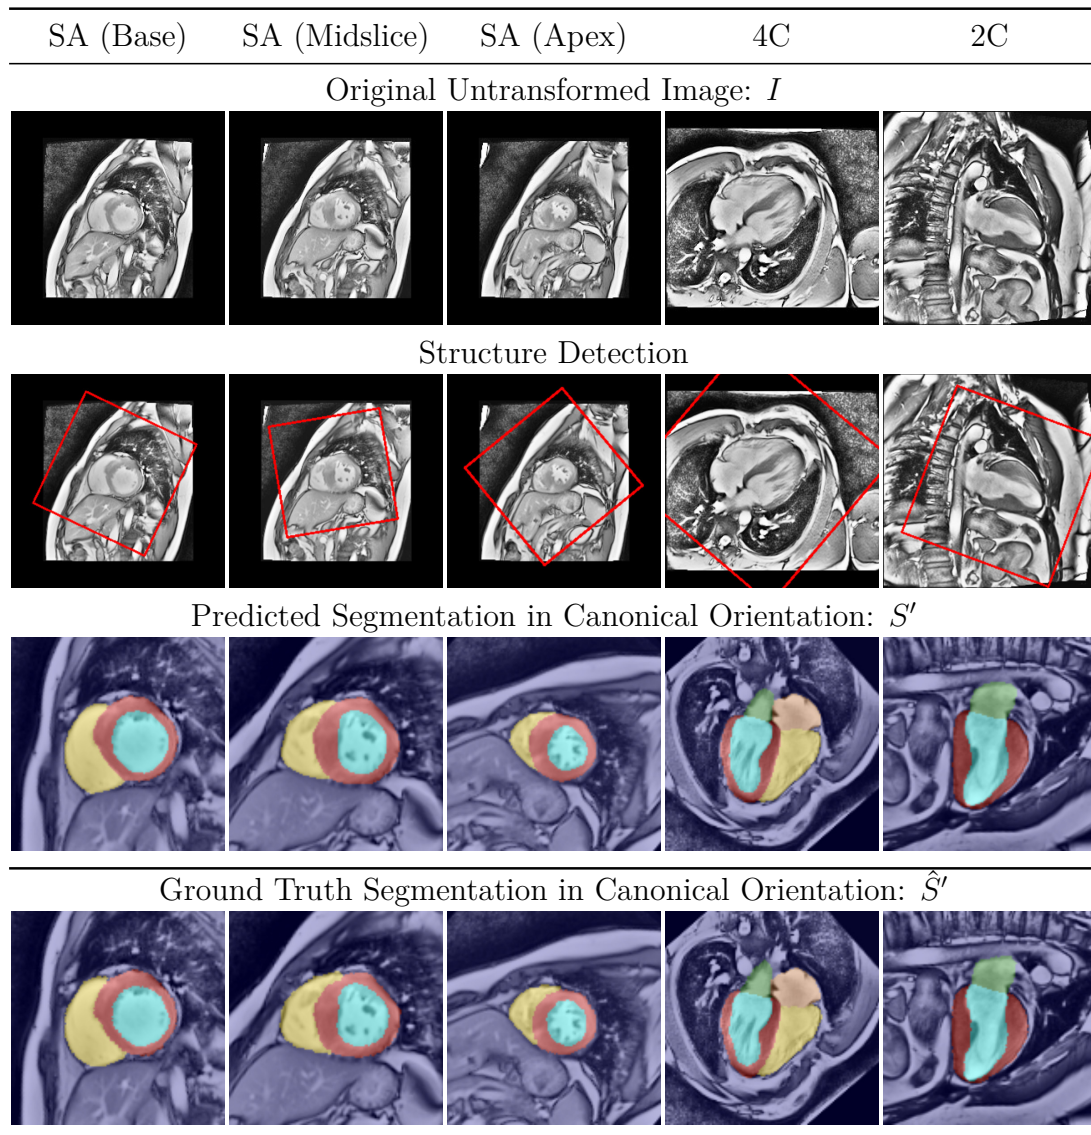 SA (Base) SA (Midslice) SA (Apex) 4C 2C
Original Untransformed Image: I
Structure Detection
Predicted Segmentation in Canonical Orientation: S′
Ground Truth Segmentation in Canonical Orientation: Ŝ′